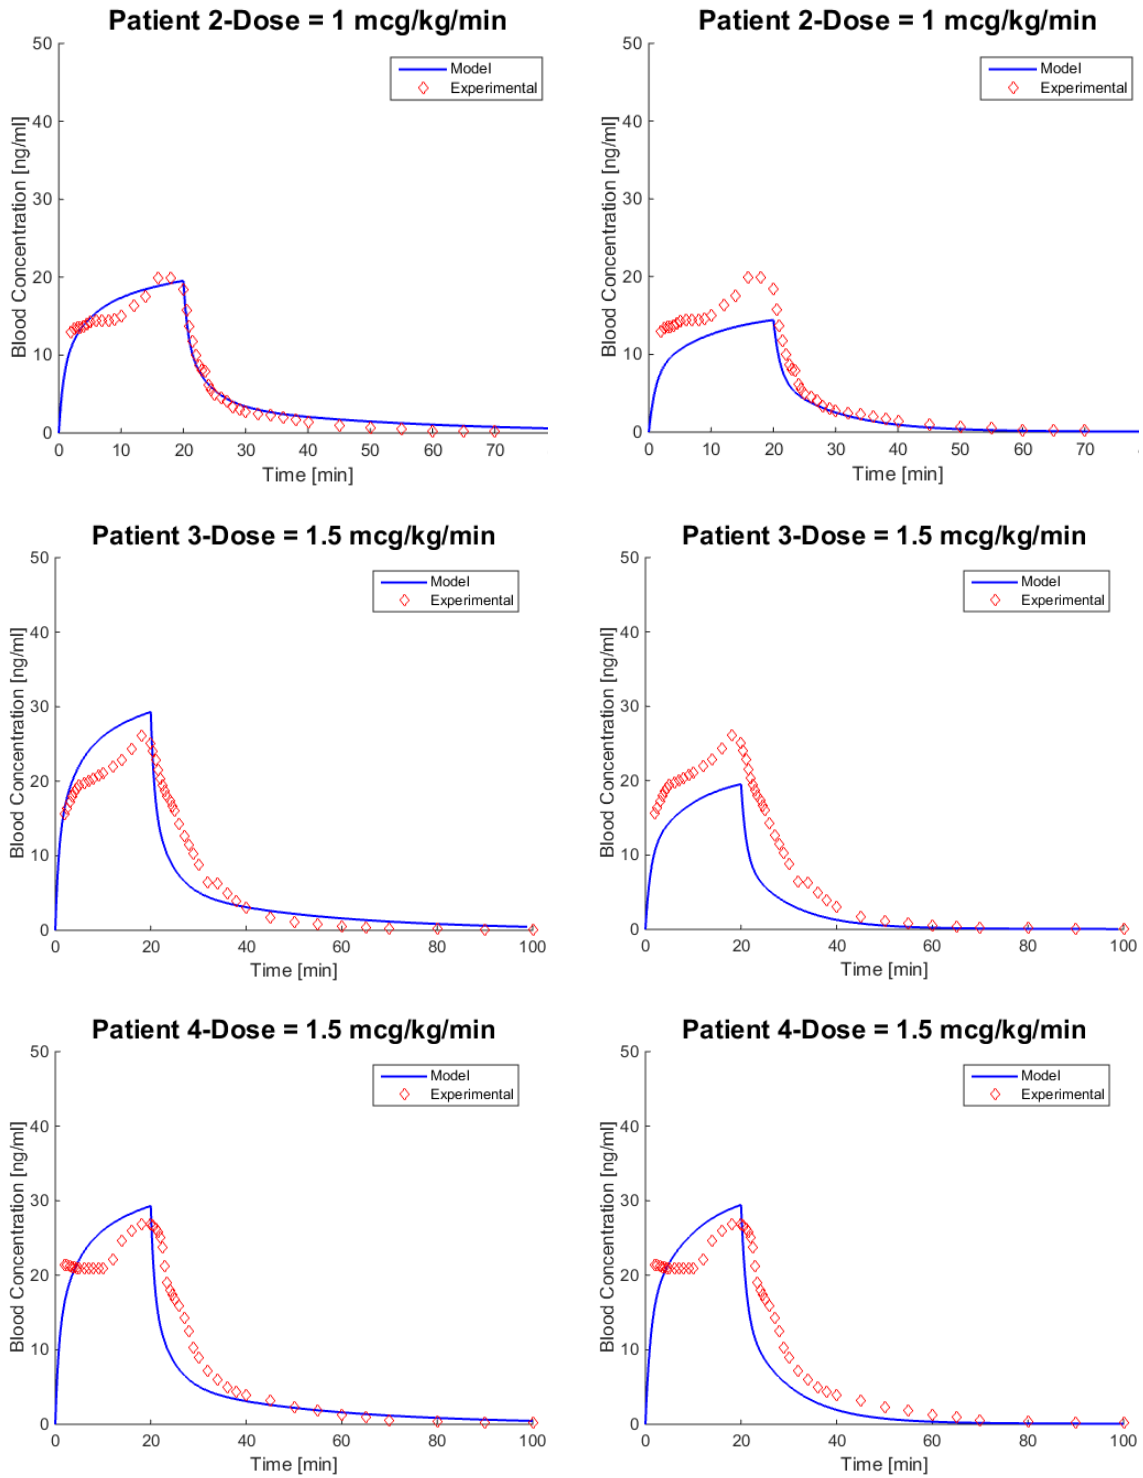 Patient 2-Dose = 1 mcg/kg/min
50
40
30
20
10
0
Blood Concentration [ng/ml]
Model
Experimental
0 10 20 30 40 50 60 70
Time [min]
Patient 2-Dose = 1 mcg/kg/min
50
40
30
20
10
0
Blood Concentration [ng/ml]
Model
Experimental
0 10 20 30 40 50 60 70
Time [min]
Patient 3-Dose = 1.5 mcg/kg/min
50
40
30
20
10
0
Blood Concentration [ng/ml]
Model
Experimental
0 20 40 60 80 100
Time [min]
Patient 3-Dose = 1.5 mcg/kg/min
50
40
30
20
10
0
Blood Concentration [ng/ml]
Model
Experimental
0 20 40 60 80 100
Time [min]
Patient 4-Dose = 1.5 mcg/kg/min
50
40
30
20
10
0
Blood Concentration [ng/ml]
Model
Experimental
0 20 40 60 80 100
Time [min]
Patient 4-Dose = 1.5 mcg/kg/min
50
40
30
20
10
0
Blood Concentration [ng/ml]
Model
Experimental
0 20 40 60 80 100
Time [min]